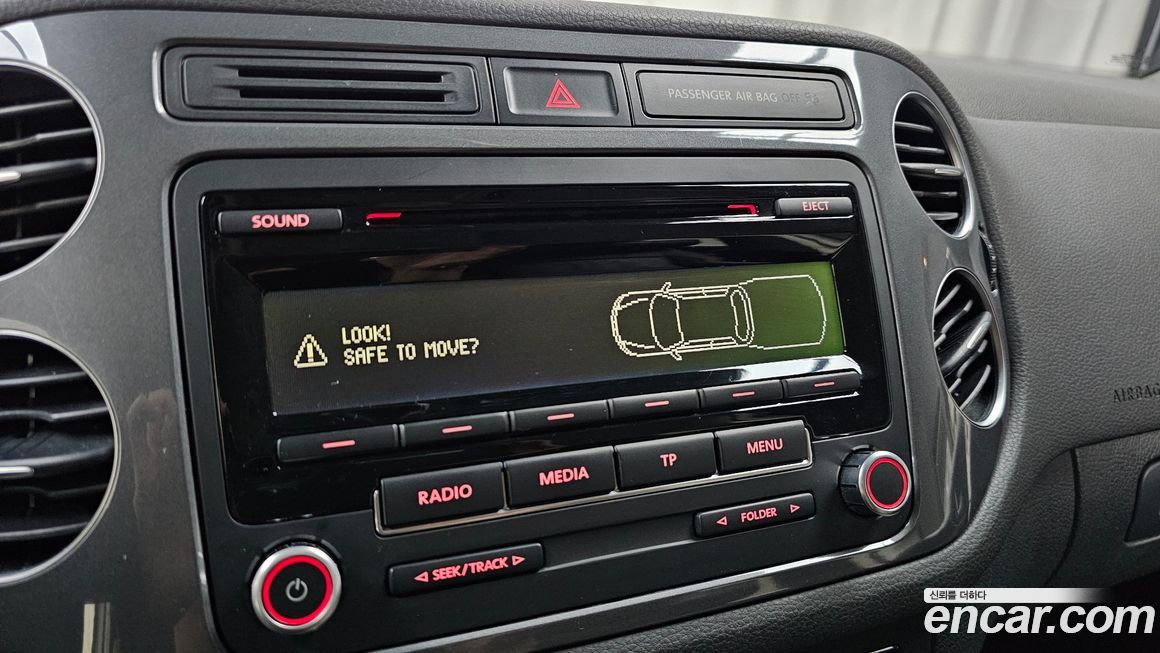 PASSENGER AIR BAG OFF
SOUND
EJECT
LOOK!
SAFE TO MOVE?
RADIO
MEDIA
TP
MENU
FOLDER
SEEK/TRACK
AIRBAG
신뢰를 더하다
encar.com